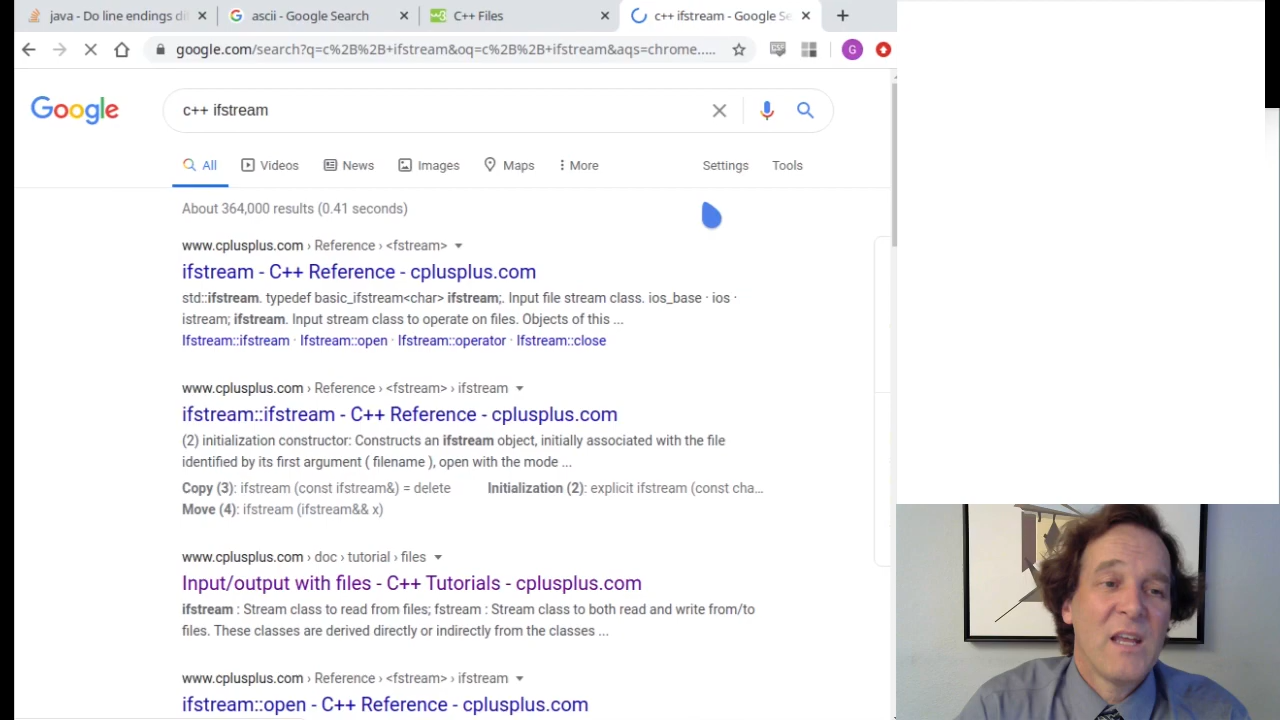 java - Do line endings dif
ascii - Google Search
C++ Files
c++ ifstream - Google Se
google.com/search?q=c%2B%2B+ifstream&oq=c%2B%2B+ifstream&aqs=chrome.....
CSF
G
Google
c++ ifstream
All
Videos
News
Images
Maps
More
Settings
Tools
About 364,000 results (0.41 seconds)
www.cplusplus.com › Reference › <fstream>
ifstream - C++ Reference - cplusplus.com
std::ifstream. typedef basic_ifstream<char> ifstream;. Input file stream class. ios_base · ios ·
istream; ifstream. Input stream class to operate on files. Objects of this ...
Ifstream::ifstream · Ifstream::open · Ifstream::operator · Ifstream::close
www.cplusplus.com › Reference › <fstream> › ifstream
ifstream::ifstream - C++ Reference - cplusplus.com
(2) initialization constructor: Constructs an ifstream object, initially associated with the file
identified by its first argument ( filename ), open with the mode ...
Copy (3): ifstream (const ifstream&) = delete
Initialization (2): explicit ifstream (const cha...
Move (4): ifstream (ifstream&& x)
www.cplusplus.com › doc › tutorial › files
Input/output with files - C++ Tutorials - cplusplus.com
ifstream : Stream class to read from files; fstream : Stream class to both read and write from/to
files. These classes are derived directly or indirectly from the classes ...
www.cplusplus.com › Reference › <fstream> › ifstream
ifstream::open - C++ Reference - cplusplus.com